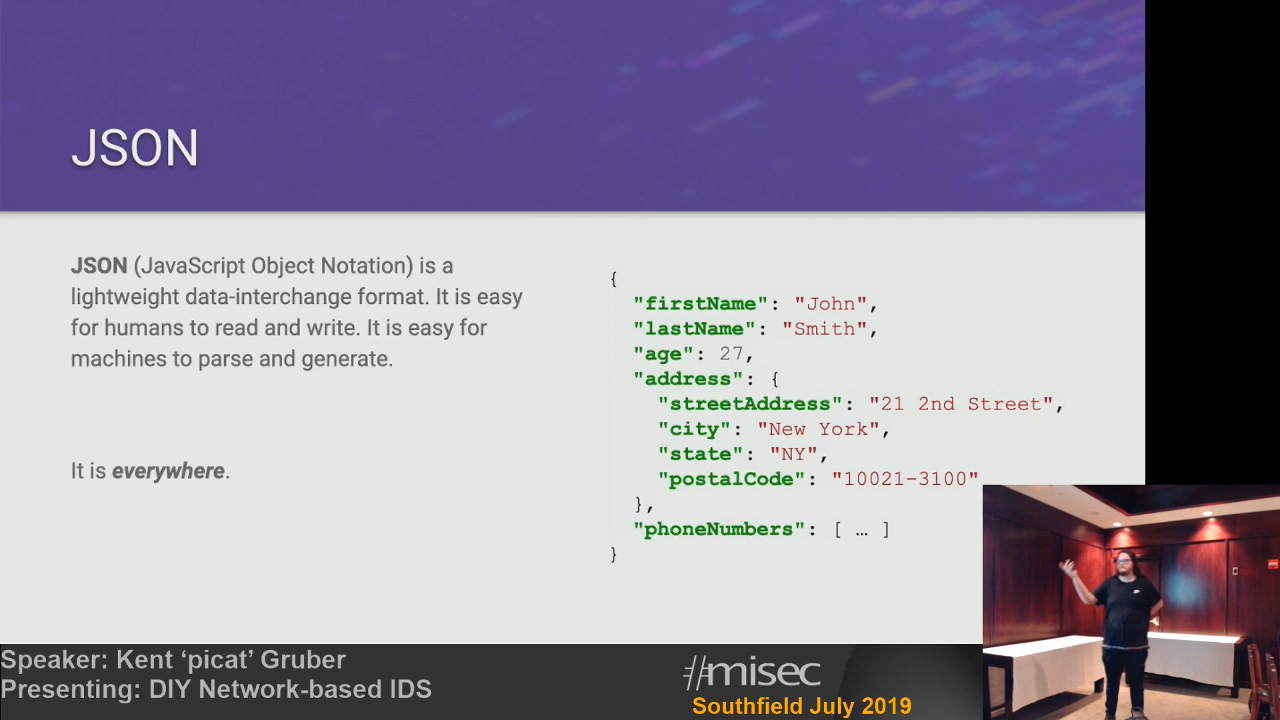 JSON
JSON (JavaScript Object Notation) is a
lightweight data-interchange format. It is easy
for humans to read and write. It is easy for
machines to parse and generate.
It is everywhere.
{
"firstName": "John",
"lastName": "Smith",
"age": 27,
"address": {
"streetAddress": "21 2nd Street",
"city": "New York",
"state": "NY",
"postalCode": "10021-3100"
},
"phoneNumbers": [ … ]
}
Speaker: Kent ‘picat’ Gruber
Presenting: DIY Network-based IDS
#misec
Southfield July 2019